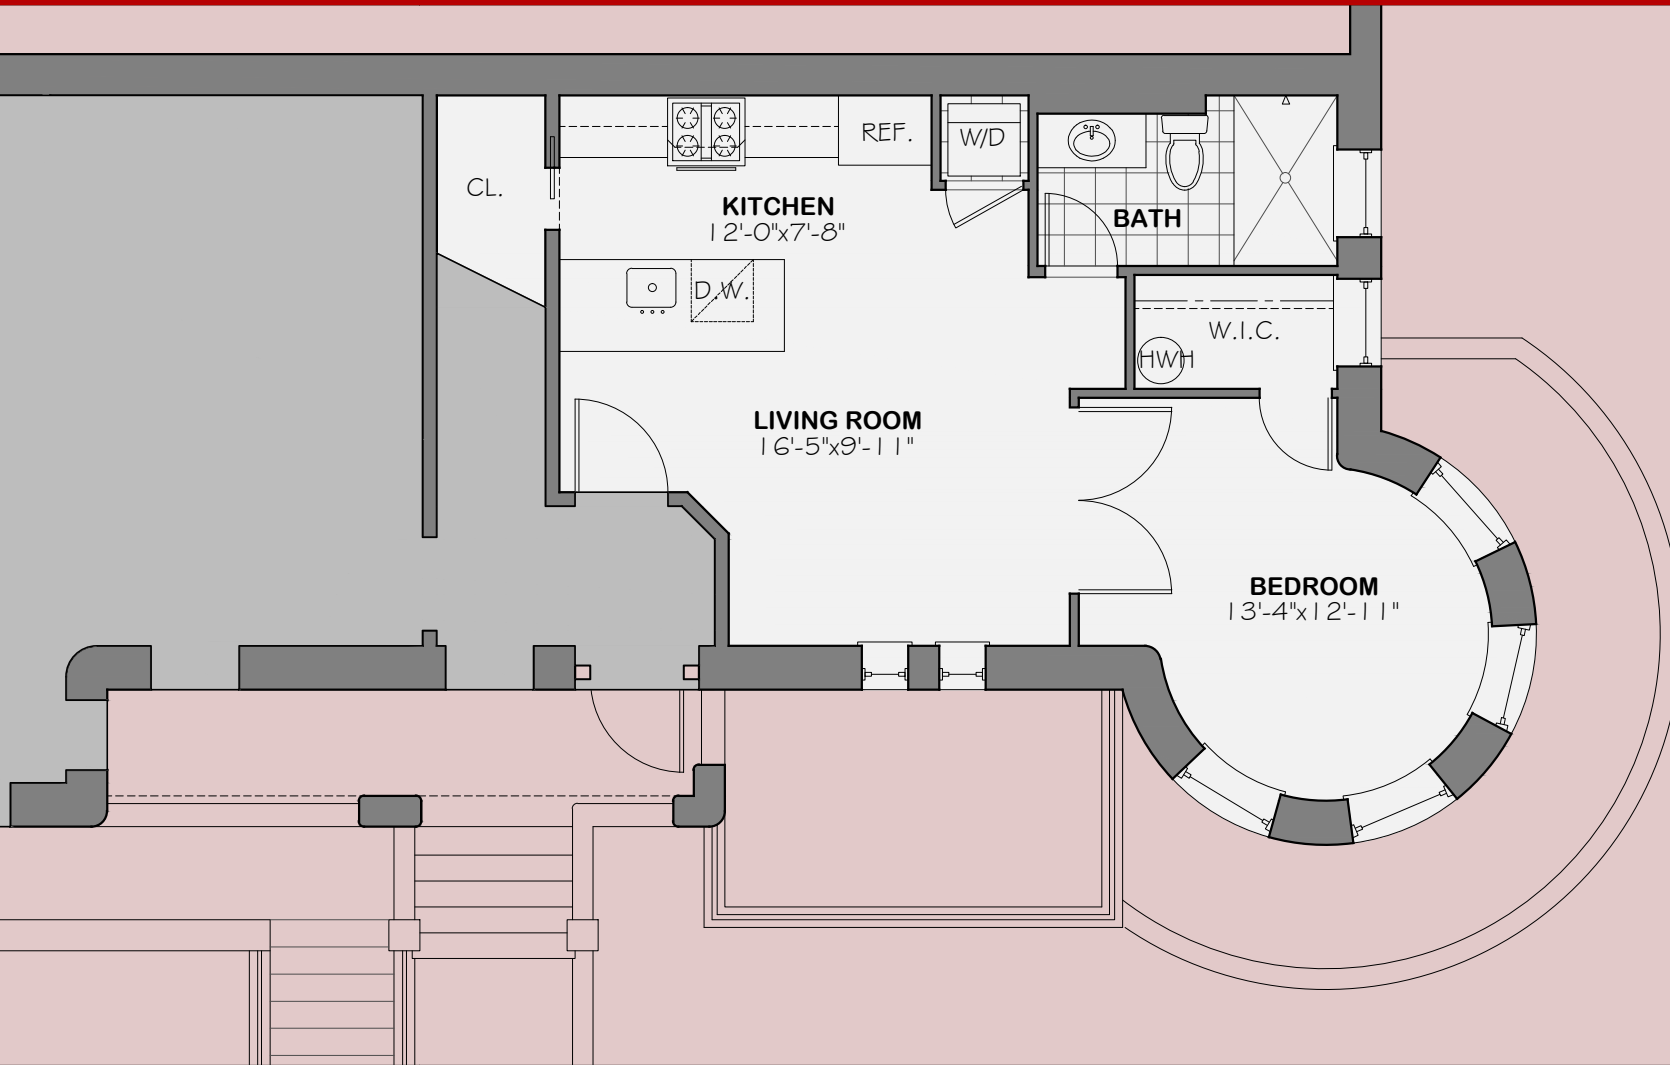 REF.
W/D
CL.
KITCHEN
12'-0"x7'-8"
BATH
D.W.
W.I.C.
HWH
LIVING ROOM
16'-5"x9'-11"
BEDROOM
13'-4"x12'-11"